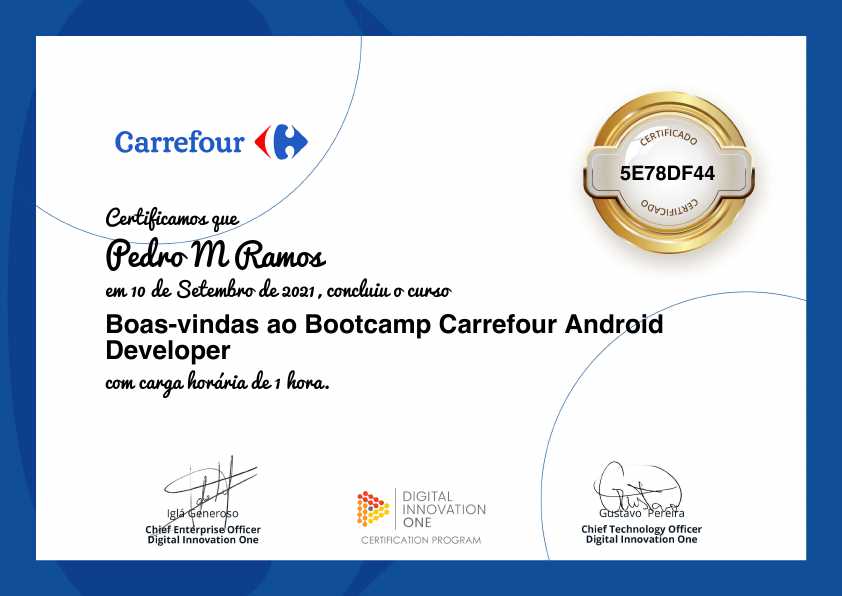 Carrefour
CERTIFICADO
5E78DF44
CERTIFICADO
Certificamos que
Pedro M Ramos
em 10 de Setembro de 2021, concluiu o curso
Boas-vindas ao Bootcamp Carrefour Android
Developer
com carga horária de 1 hora.
Iglá Generoso
Chief Enterprise Officer
Digital Innovation One
DIGITAL
INNOVATION
ONE
CERTIFICATION PROGRAM
Gustavo Pereira
Chief Technology Officer
Digital Innovation One